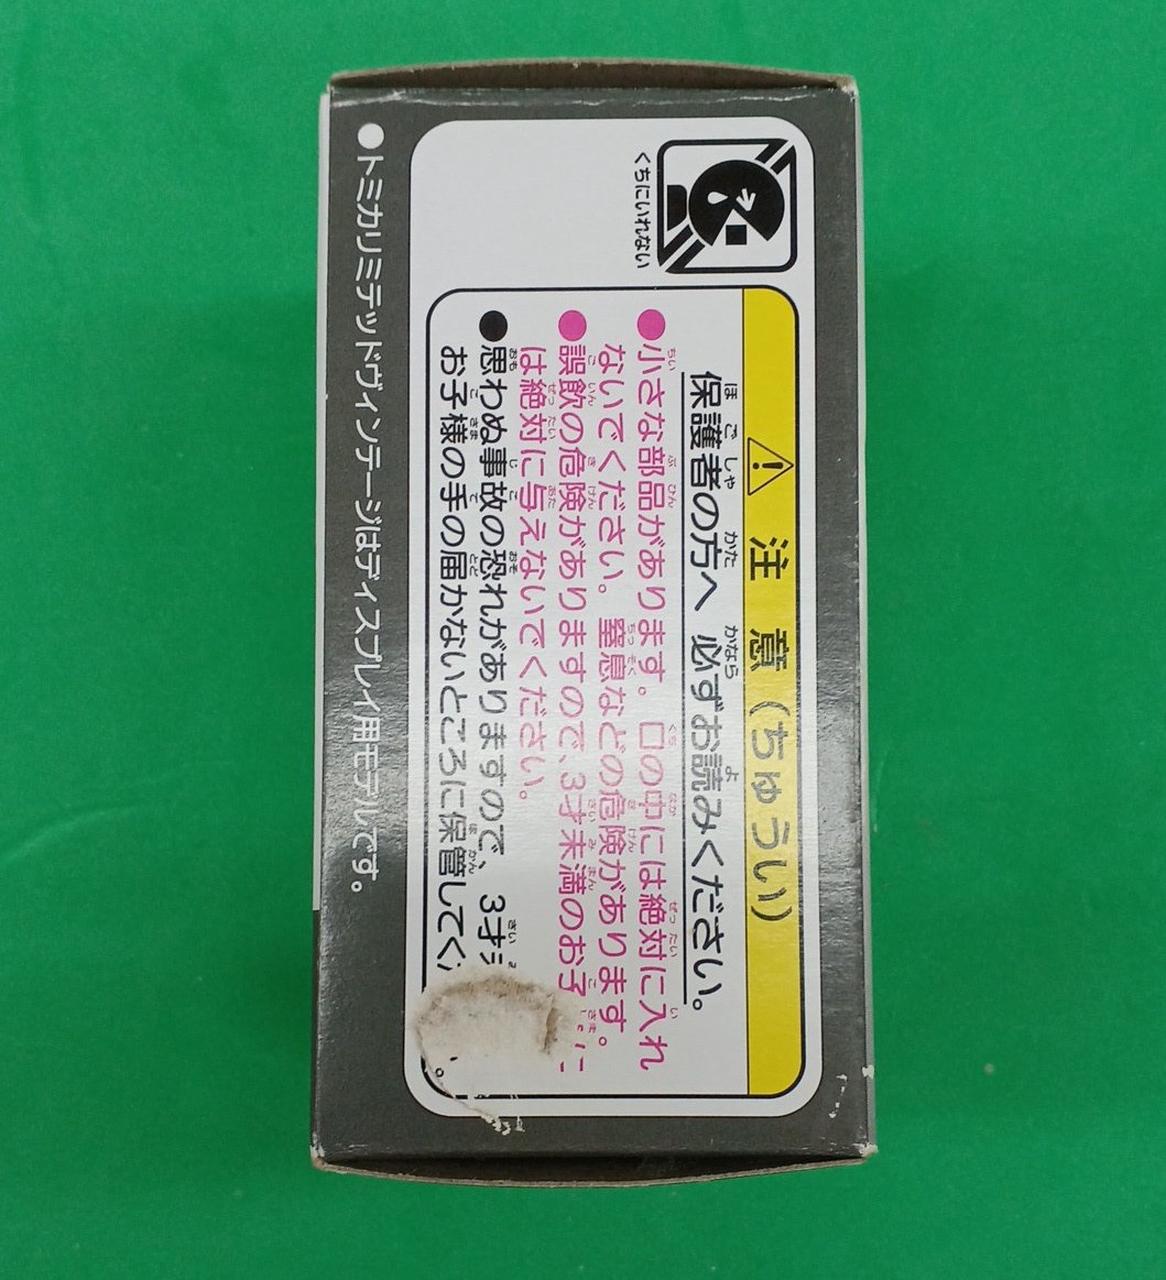 くちにいれない
注意(ちゅうい)
保護者の方へ 必ずお読みください。
●小さな部品があります。口の中には絶対に入れ
ないでください。窒息などの危険があります。
●誤飲の危険がありますので、3才未満のお子
は絶対に与えないでください。
●思わぬ事故の恐れがありますので、3才
お子様の手の届かないところに保管してく
●トミカリミテッドヴィンテージはディスプレイ用モデルです。